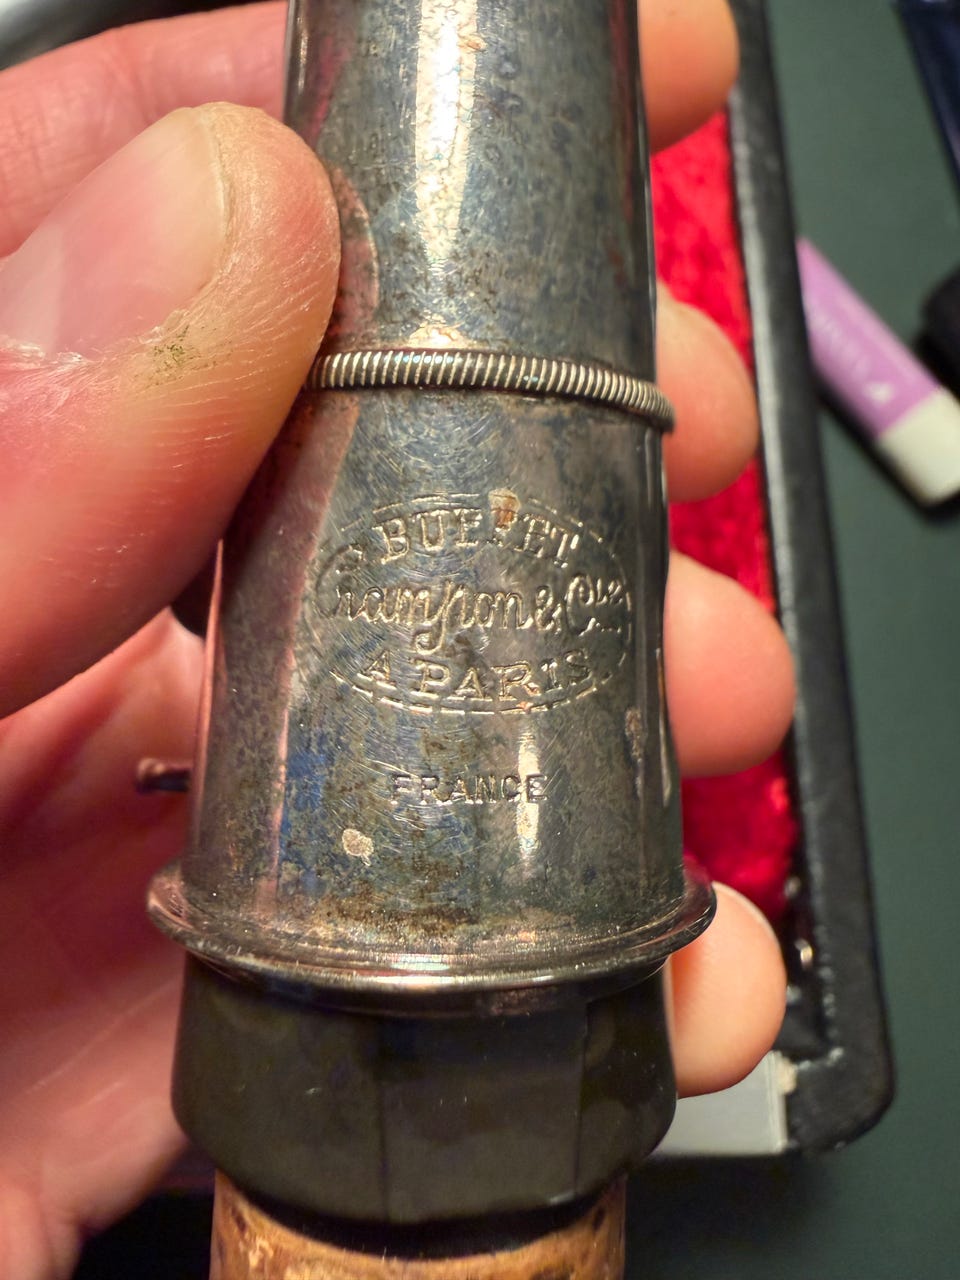 BUFFET
Crampon & Cie
A PARIS
FRANCE